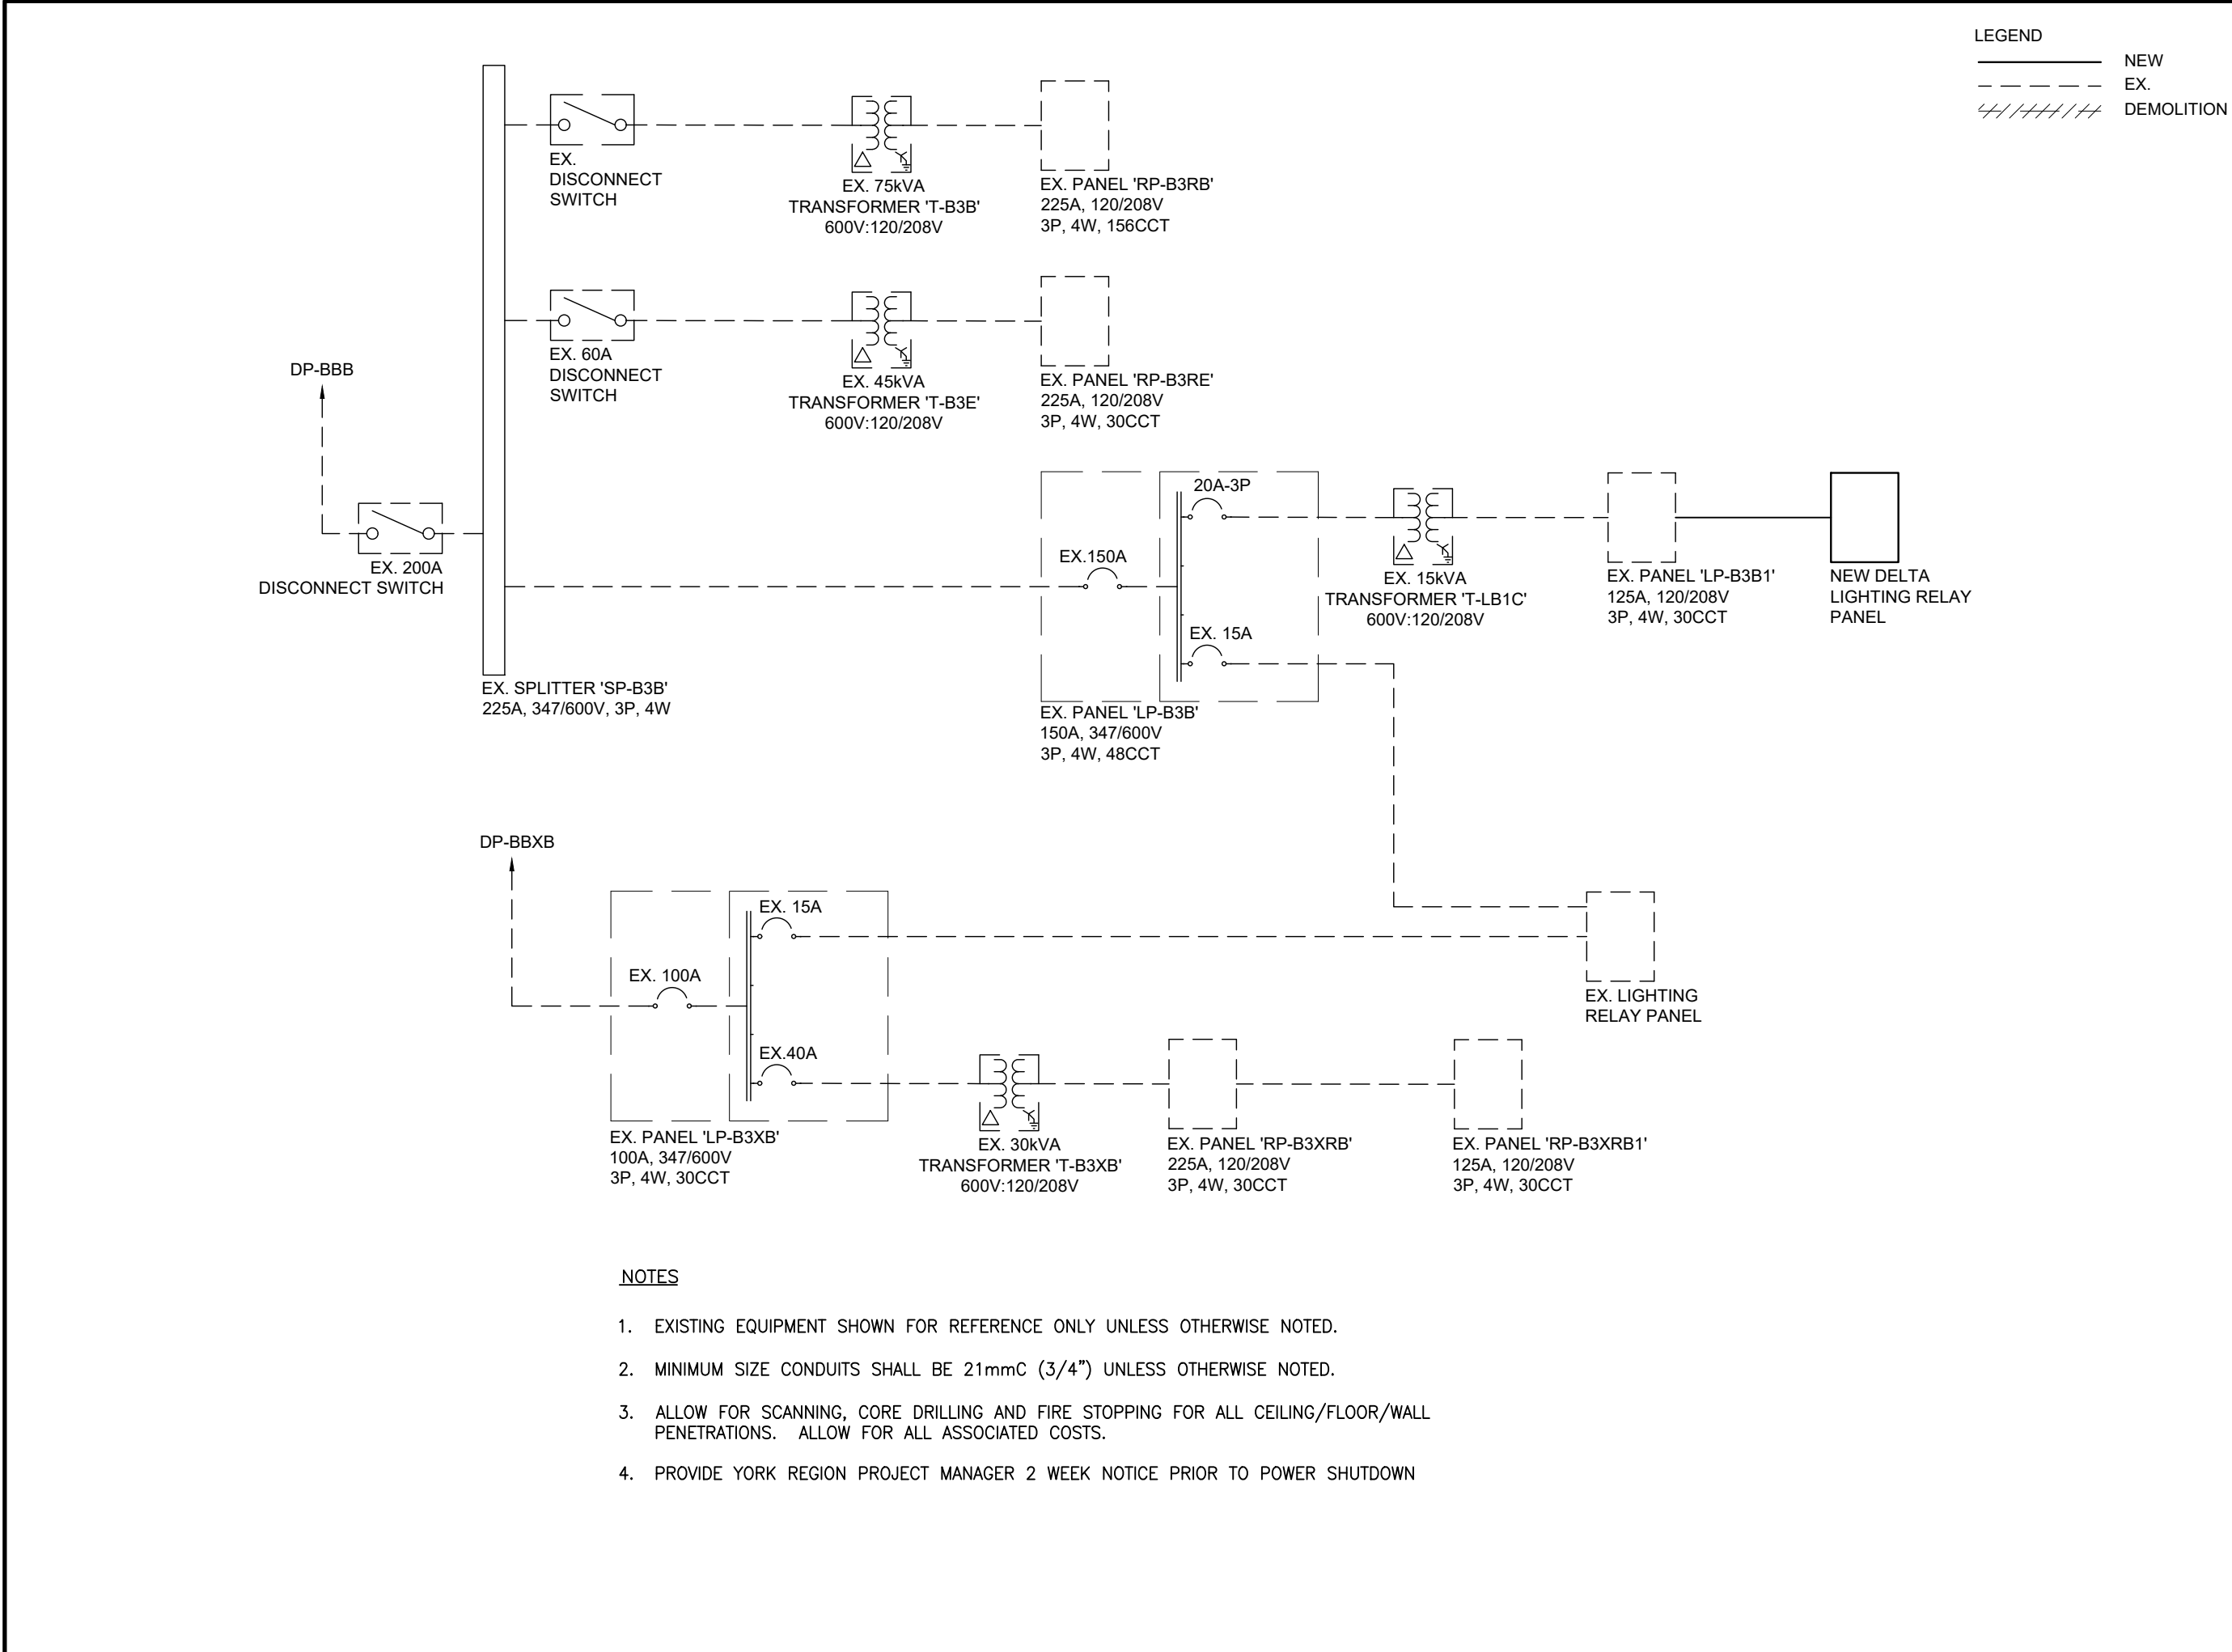 LEGEND
NEW
EX.
DEMOLITION
EX.
DISCONNECT
SWITCH
EX. 75kVA
TRANSFORMER 'T-B3B'
600V:120/208V
EX. PANEL 'RP-B3RB'
225A, 120/208V
3P, 4W, 156CCT
EX. 60A
DISCONNECT
SWITCH
EX. 45kVA
TRANSFORMER 'T-B3E'
600V:120/208V
EX. PANEL 'RP-B3RE'
225A, 120/208V
3P, 4W, 30CCT
DP-BBB
EX. 200A
DISCONNECT SWITCH
EX. SPLITTER 'SP-B3B'
225A, 347/600V, 3P, 4W
EX.150A
20A-3P
EX. 15A
EX. PANEL 'LP-B3B'
150A, 347/600V
3P, 4W, 48CCT
EX. 15kVA
TRANSFORMER 'T-LB1C'
600V:120/208V
EX. PANEL 'LP-B3B1'
125A, 120/208V
3P, 4W, 30CCT
NEW DELTA
LIGHTING RELAY
PANEL
DP-BBXB
EX. 100A
EX. 15A
EX.40A
EX. PANEL 'LP-B3XB'
100A, 347/600V
3P, 4W, 30CCT
EX. LIGHTING
RELAY PANEL
EX. 30kVA
TRANSFORMER 'T-B3XB'
600V:120/208V
EX. PANEL 'RP-B3XRB'
225A, 120/208V
3P, 4W, 30CCT
EX. PANEL 'RP-B3XRB1'
125A, 120/208V
3P, 4W, 30CCT
NOTES
1. EXISTING EQUIPMENT SHOWN FOR REFERENCE ONLY UNLESS OTHERWISE NOTED.
2. MINIMUM SIZE CONDUITS SHALL BE 21mmC (3/4") UNLESS OTHERWISE NOTED.
3. ALLOW FOR SCANNING, CORE DRILLING AND FIRE STOPPING FOR ALL CEILING/FLOOR/WALL
PENETRATIONS. ALLOW FOR ALL ASSOCIATED COSTS.
4. PROVIDE YORK REGION PROJECT MANAGER 2 WEEK NOTICE PRIOR TO POWER SHUTDOWN